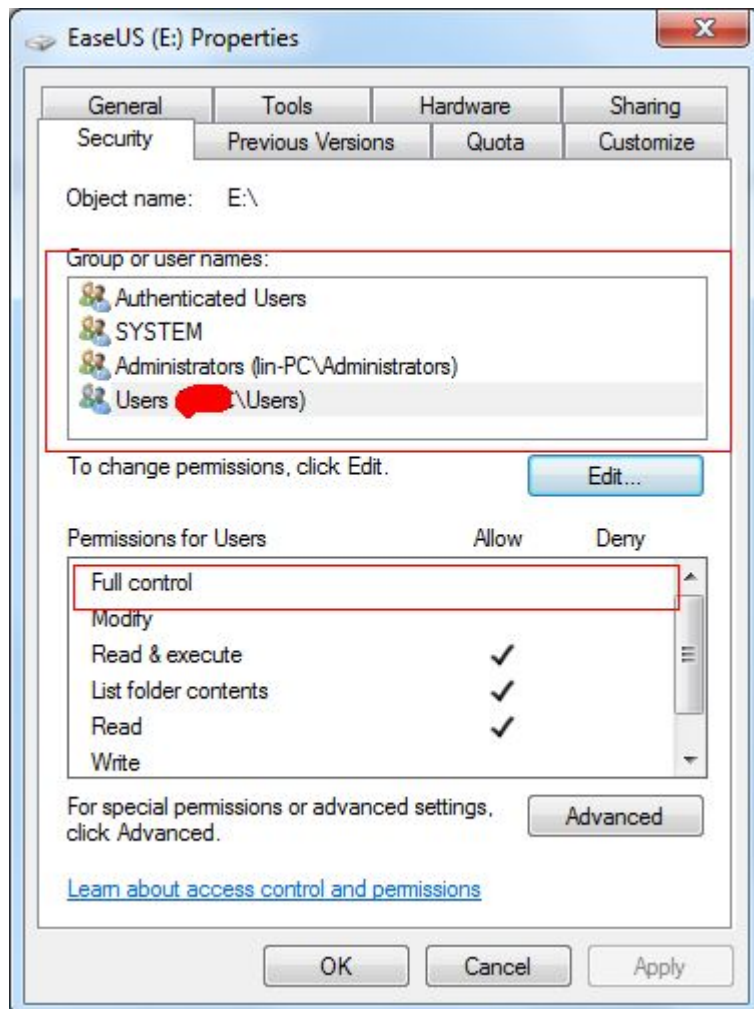 EaseUS (E:) Properties
General Tools Hardware Sharing
Security Previous Versions Quota Customize
Object name: E:\
Group or user names:
Authenticated Users
SYSTEM
Administrators (lin-PC\Administrators)
Users \Users)
To change permissions, click Edit.
Edit...
Permissions for Users Allow Deny
Full control
Modify
Read & execute
List folder contents
Read
Write
For special permissions or advanced settings,
click Advanced.
Advanced
Learn about access control and permissions
OK Cancel Apply